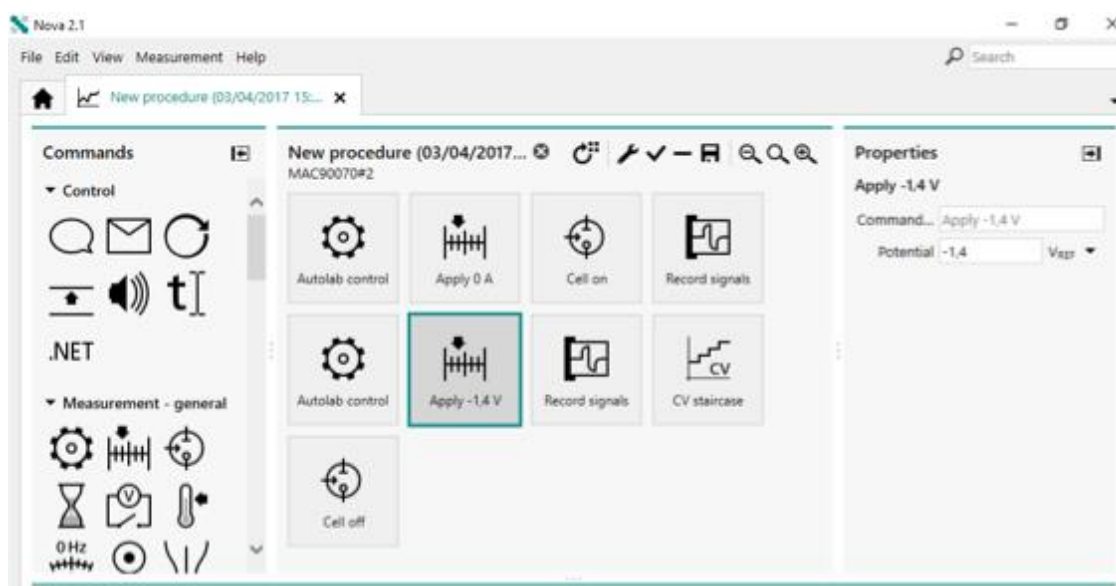 Nova 2.1
File Edit View Measurement Help
Search
New procedure (03/04/2017 15:...
Commands
Control
.NET
Measurement - general
V
0 Hz
New procedure (03/04/2017...
MAC90070#2
Autolab control
Apply 0 A
Cell on
Record signals
Autolab control
Apply -1,4 V
Record signals
CV
CV staircase
Cell off
Properties
Apply -1,4 V
Command... Apply -1,4 V
Potential -1,4 VREF